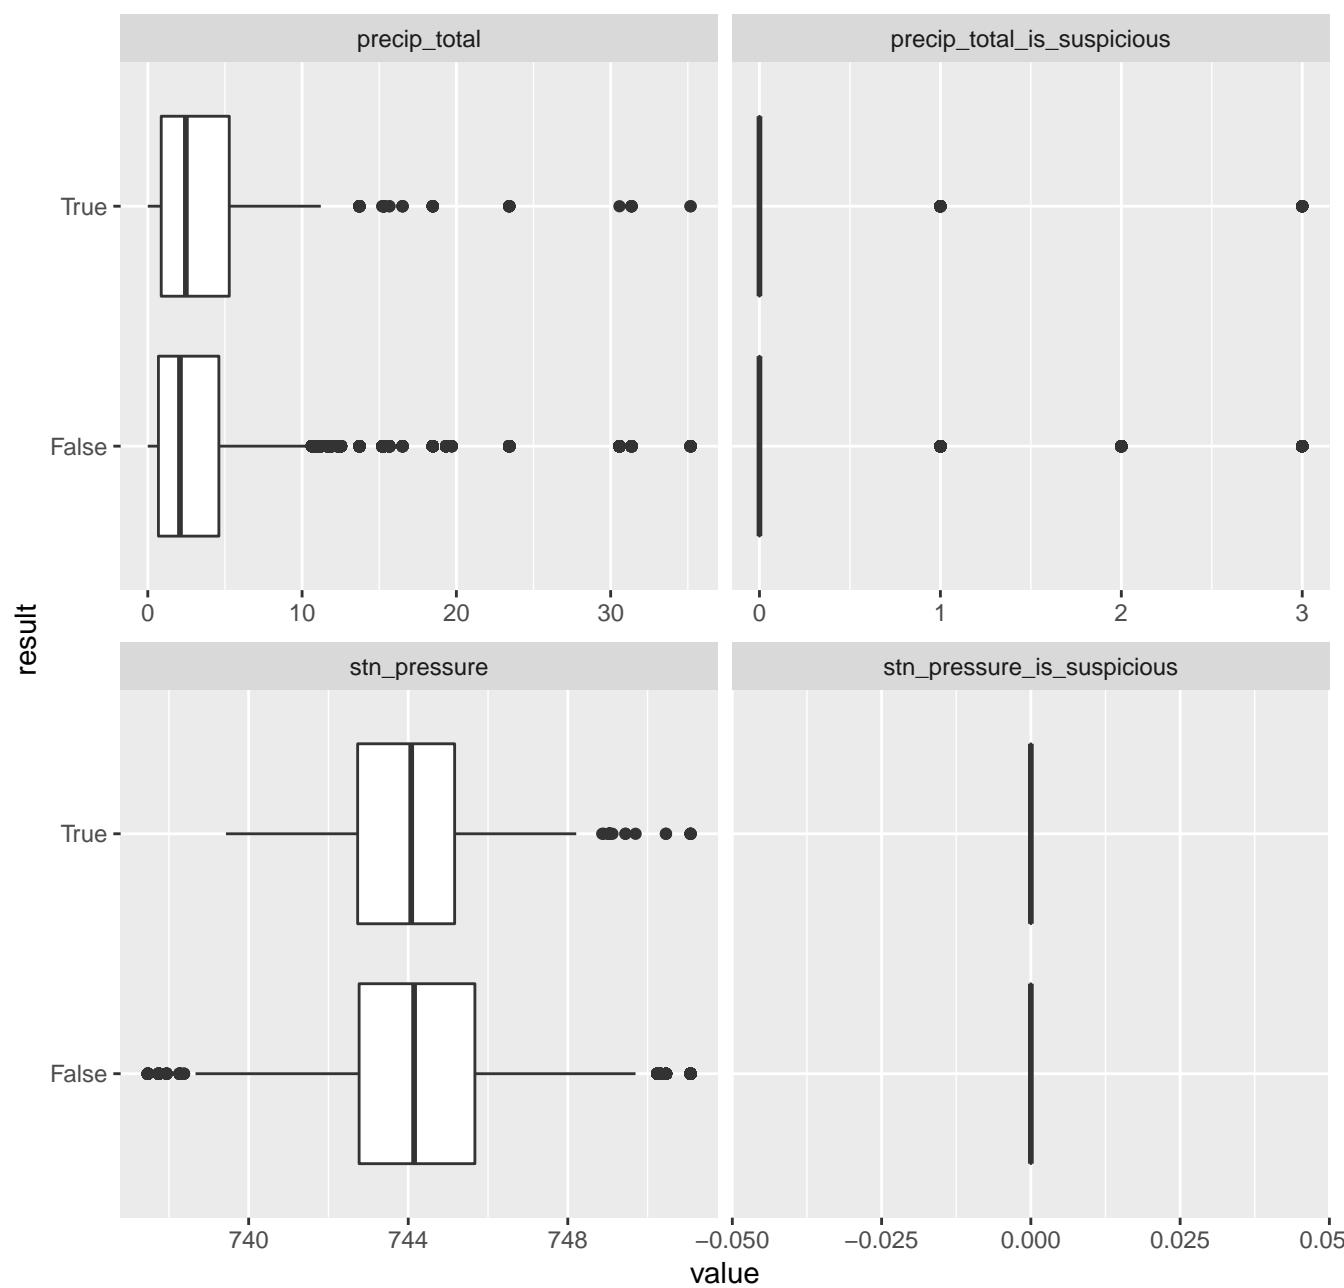 precip_total
precip_total_is_suspicious
True
False
0 10 20 30
0 1 2 3
result
stn_pressure
stn_pressure_is_suspicious
True
False
740 744 748
−0.050 −0.025 0.000 0.025 0.05
value